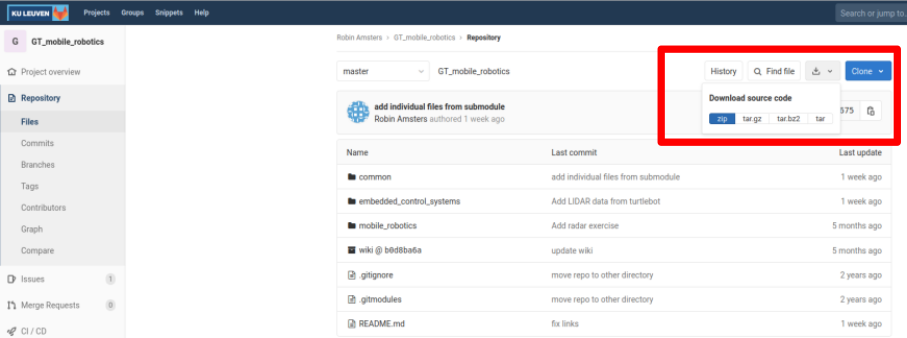 KU LEUVEN Projects Groups Snippets Help Search or jump to
G GT_mobile_robotics
Robin Amsters > GT_mobile_robotics > Repository
Project overview
master GT_mobile_robotics History Find file Clone
Repository
Files
Commits
Branches
Tags
Contributors
Graph
Compare
Issues 1
Merge Requests 0
CI / CD
Download source code
zip tar.gz tar.bz2 tar
add individual files from submodule
Robin Amsters authored 1 week ago
575
Name Last commit Last update
common add individual files from submodule 1 week ago
embedded_control_systems Add LIDAR data from turtlebot 1 week ago
mobile_robotics Add radar exercise 5 months ago
wiki @ b0d8ba6a update wiki 5 months ago
.gitignore move repo to other directory 2 years ago
.gitmodules move repo to other directory 2 years ago
README.md fix links 1 week ago